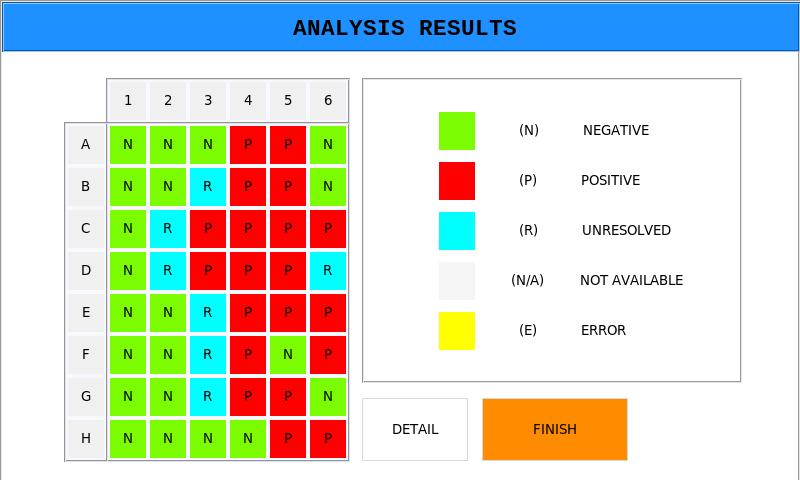 ANALYSIS RESULTS
1 2 3 4 5 6
A N N N P P N
B N N R P P N
C N R P P P P
D N R P P P R
E N N R P P P
F N N R P N P
G N N R P P N
H N N N N P P
(N) NEGATIVE
(P) POSITIVE
(R) UNRESOLVED
(N/A) NOT AVAILABLE
(E) ERROR
DETAIL
FINISH